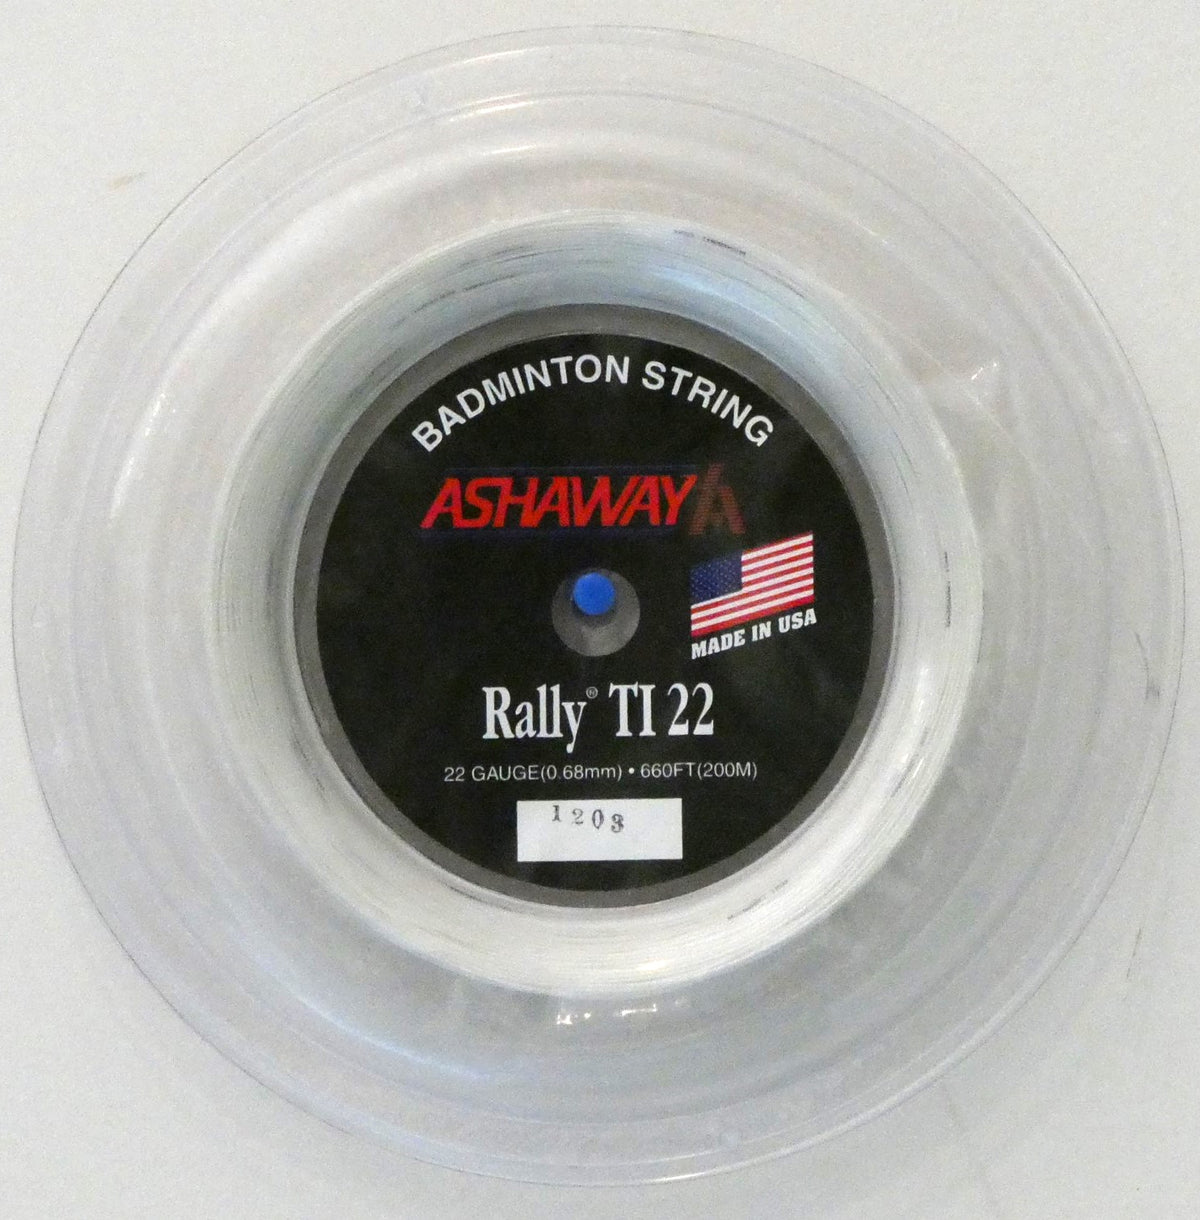 BADMINTON STRING
ASHAWAY
MADE IN USA
Rally® TI 22
22 GAUGE(0.68mm) • 660FT(200M)
1203